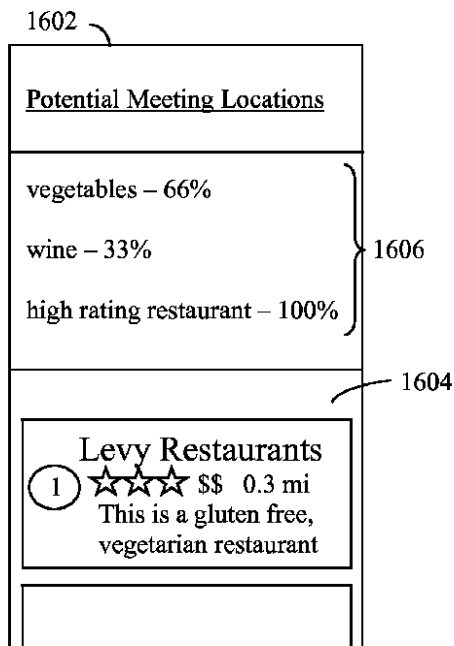 1602
Potential Meeting Locations
vegetables – 66%
wine – 33%
high rating restaurant – 100%
1606
1604
Levy Restaurants
1 $$ 0.3 mi
This is a gluten free,
vegetarian restaurant